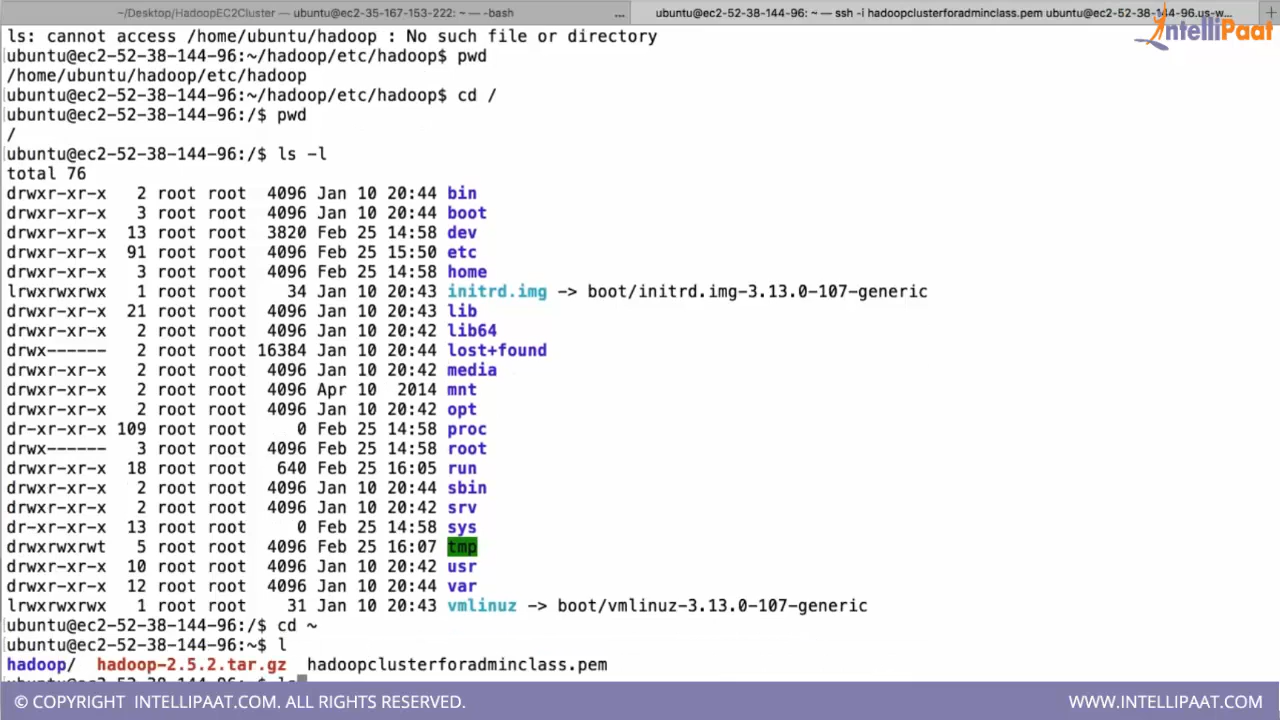 ~/Desktop/HadoopEC2Cluster — ubuntu@ec2-35-167-153-222: ~ — -bash ... ubuntu@ec2-52-38-144-96: ~ — ssh -i hadoopclusterforadminclass.pem ubuntu@ec2-52-38-144-96.us-w... +
IntelliPaat
ls: cannot access /home/ubuntu/hadoop : No such file or directory
ubuntu@ec2-52-38-144-96:~/hadoop/etc/hadoop$ pwd
/home/ubuntu/hadoop/etc/hadoop
ubuntu@ec2-52-38-144-96:~/hadoop/etc/hadoop$ cd /
ubuntu@ec2-52-38-144-96:/$ pwd
/
ubuntu@ec2-52-38-144-96:/$ ls -l
total 76
drwxr-xr-x 2 root root 4096 Jan 10 20:44 bin
drwxr-xr-x 3 root root 4096 Jan 10 20:44 boot
drwxr-xr-x 13 root root 3820 Feb 25 14:58 dev
drwxr-xr-x 91 root root 4096 Feb 25 15:50 etc
drwxr-xr-x 3 root root 4096 Feb 25 14:58 home
lrwxrwxrwx 1 root root 34 Jan 10 20:43 initrd.img -> boot/initrd.img-3.13.0-107-generic
drwxr-xr-x 21 root root 4096 Jan 10 20:43 lib
drwxr-xr-x 2 root root 4096 Jan 10 20:42 lib64
drwx------ 2 root root 16384 Jan 10 20:44 lost+found
drwxr-xr-x 2 root root 4096 Jan 10 20:42 media
drwxr-xr-x 2 root root 4096 Apr 10 2014 mnt
drwxr-xr-x 2 root root 4096 Jan 10 20:42 opt
dr-xr-xr-x 109 root root 0 Feb 25 14:58 proc
drwx------ 3 root root 4096 Feb 25 14:58 root
drwxr-xr-x 18 root root 640 Feb 25 16:05 run
drwxr-xr-x 2 root root 4096 Jan 10 20:44 sbin
drwxr-xr-x 2 root root 4096 Jan 10 20:42 srv
dr-xr-xr-x 13 root root 0 Feb 25 14:58 sys
drwxrwxrwt 5 root root 4096 Feb 25 16:07 tmp
drwxr-xr-x 10 root root 4096 Jan 10 20:42 usr
drwxr-xr-x 12 root root 4096 Jan 10 20:44 var
lrwxrwxrwx 1 root root 31 Jan 10 20:43 vmlinuz -> boot/vmlinuz-3.13.0-107-generic
ubuntu@ec2-52-38-144-96:/$ cd ~
ubuntu@ec2-52-38-144-96:~$ l
hadoop/ hadoop-2.5.2.tar.gz hadoopclusterforadminclass.pem
© COPYRIGHT INTELLIPAAT.COM. ALL RIGHTS RESERVED. WWW.INTELLIPAAT.COM